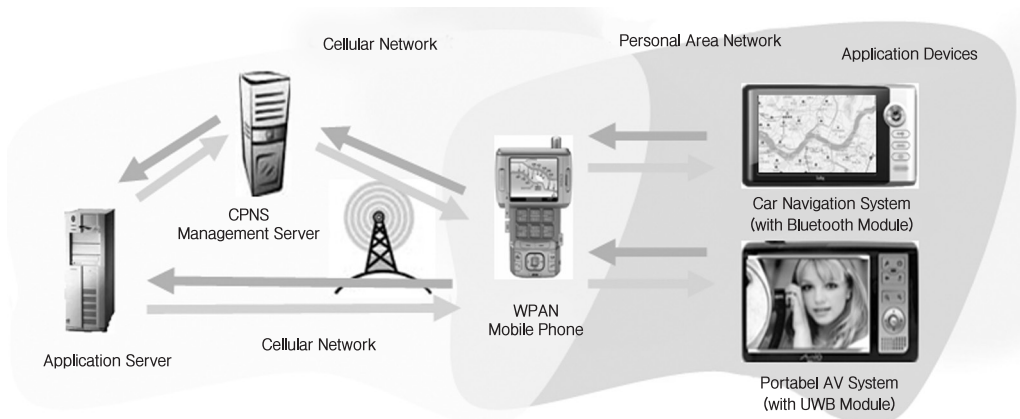 Cellular Network
Personal Area Network
Application Devices
CPNS
Management Server
Car Navigation System
(with Bluetooth Module)
WPAN
Mobile Phone
Cellular Network
Application Server
Portabel AV System
(with UWB Module)